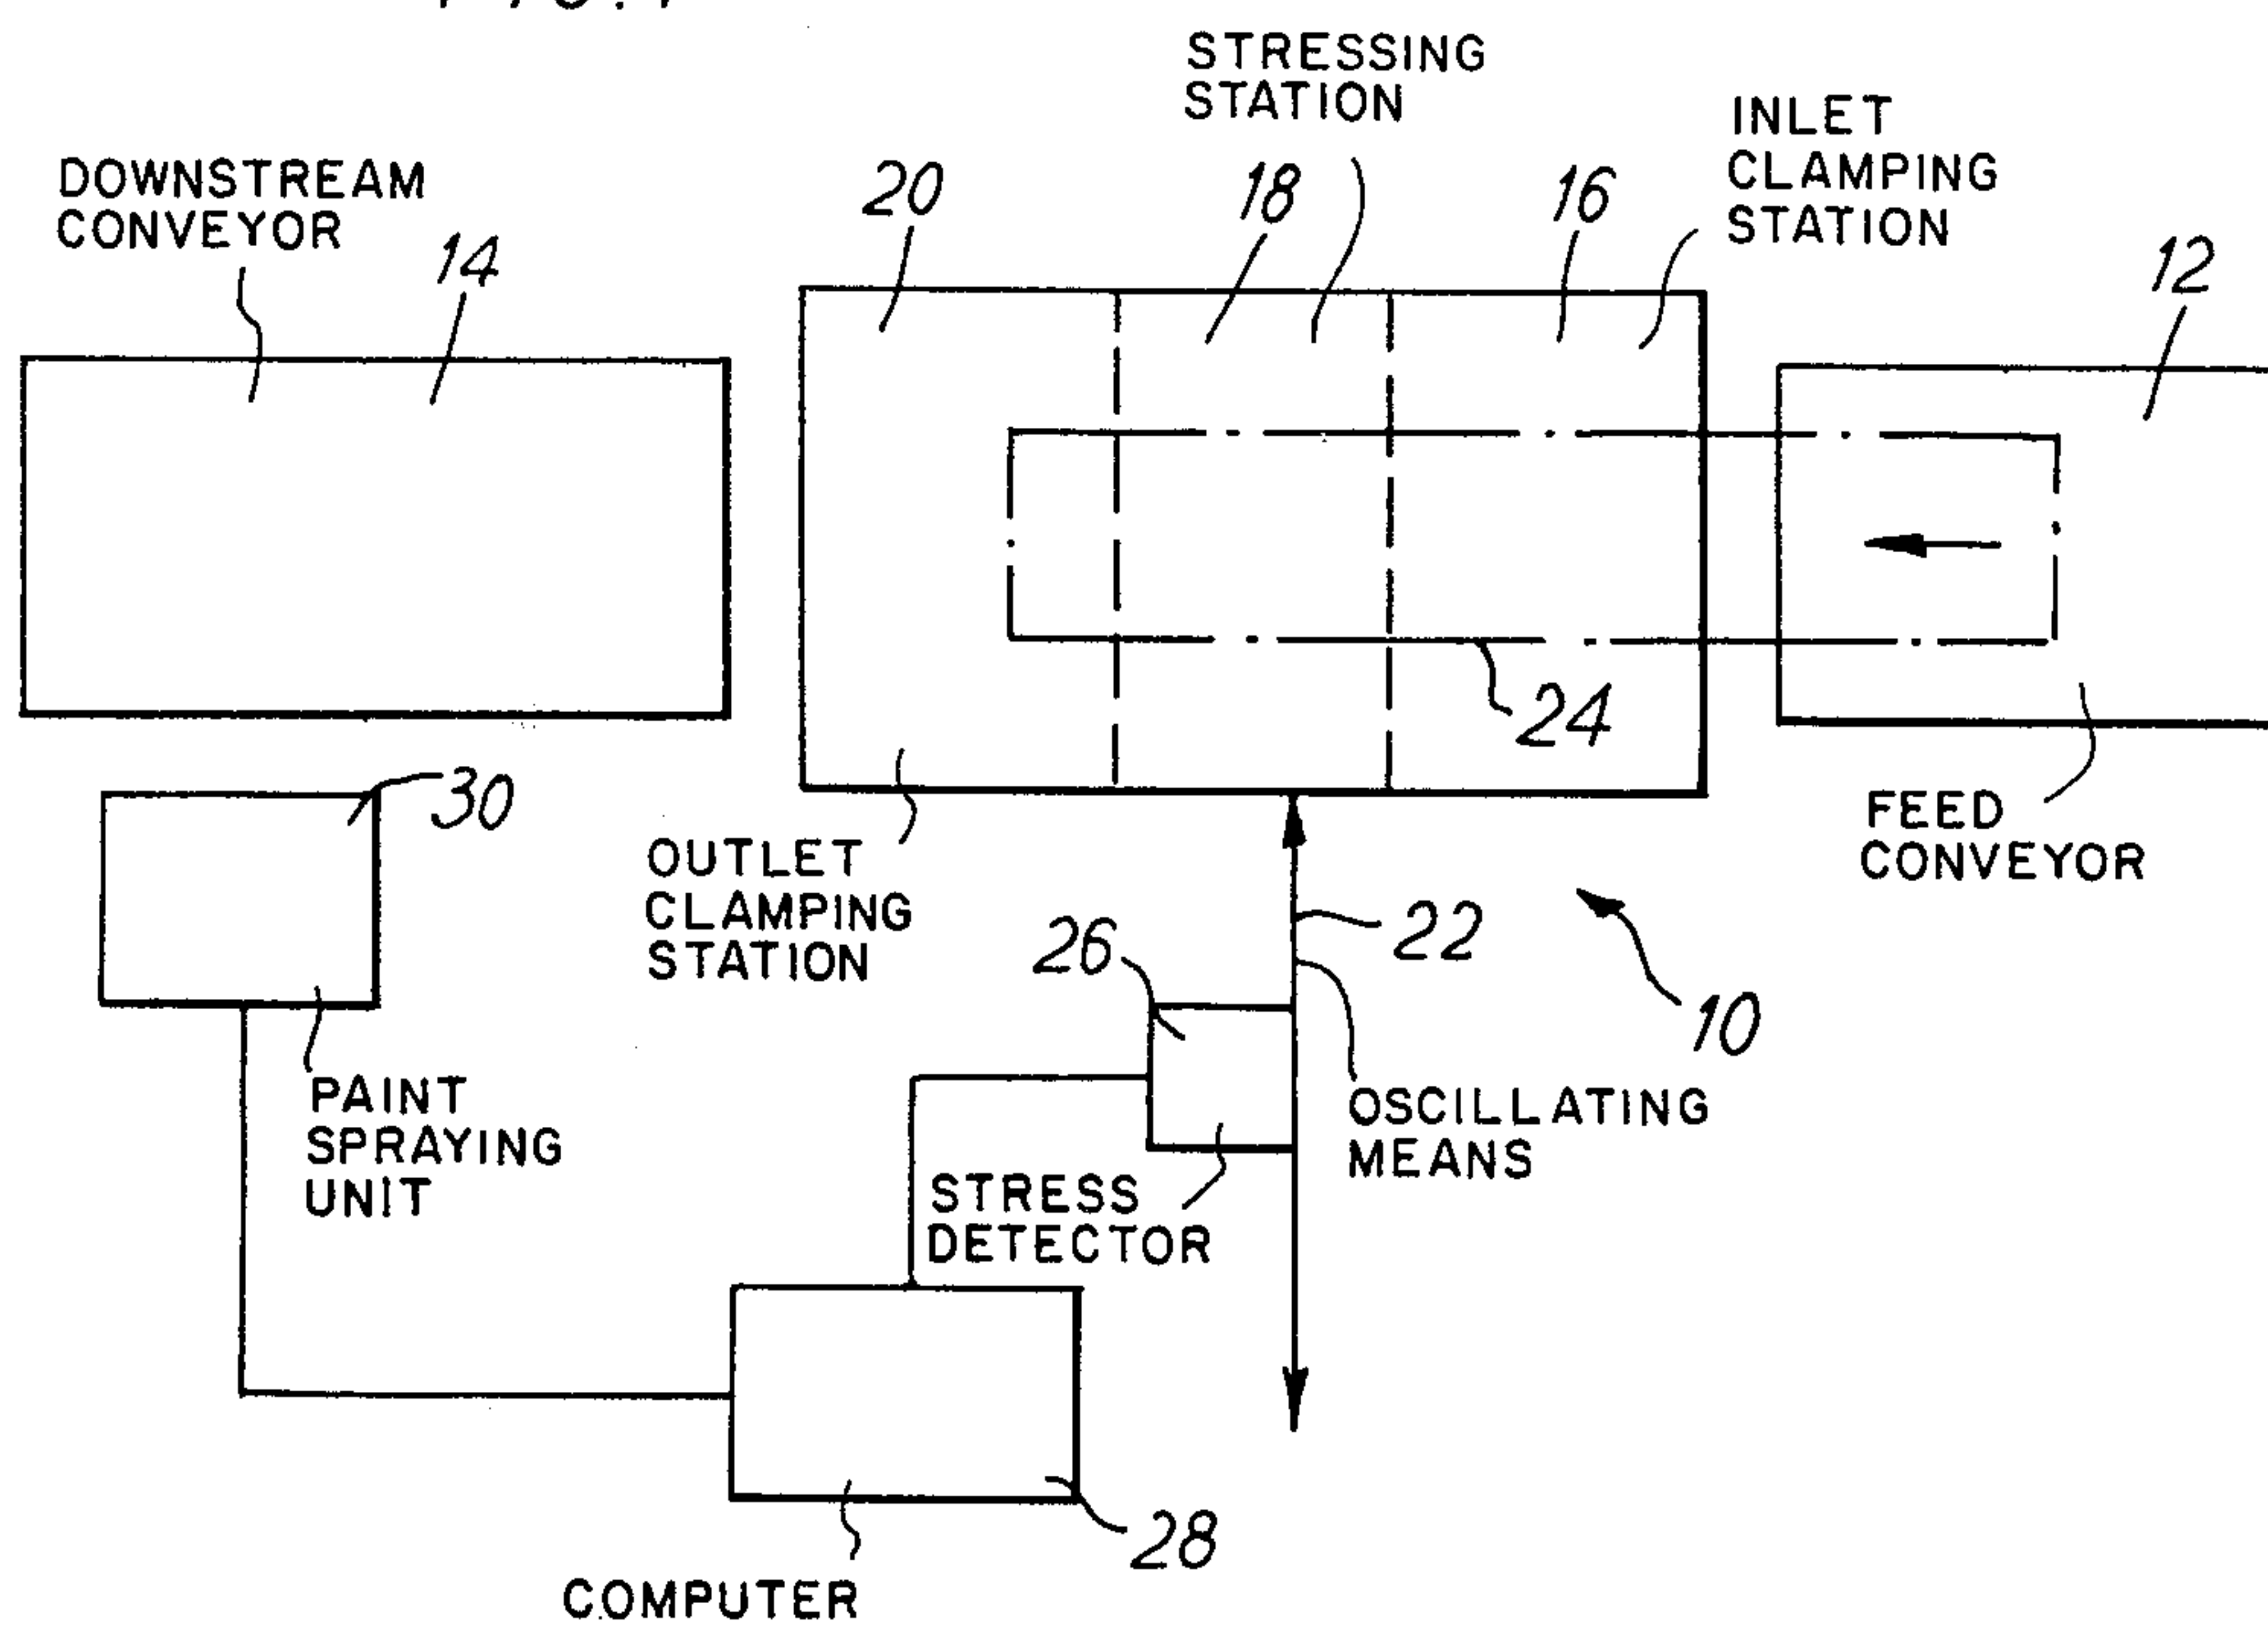 STRESSING
STATION
INLET
CLAMPING
STATION
DOWNSTREAM
CONVEYOR
14
20
18
16
12
24
30
OUTLET
CLAMPING
STATION
FEED
CONVEYOR
22
26
10
PAINT
SPRAYING
UNIT
OSCILLATING
MEANS
STRESS
DETECTOR
28
COMPUTER